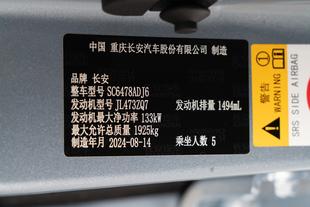 中国 重庆长安汽车股份有限公司 制造
品牌 长安
整车型号 SC6478ADJ6
发动机型号 JL473ZQ7 发动机排量 1494mL
发动机最大净功率 133kW
最大允许总质量 1925kg
制造年月 2024-08-14 乘坐人数 5
警告
WARNING
SRS SIDE AIRBAG